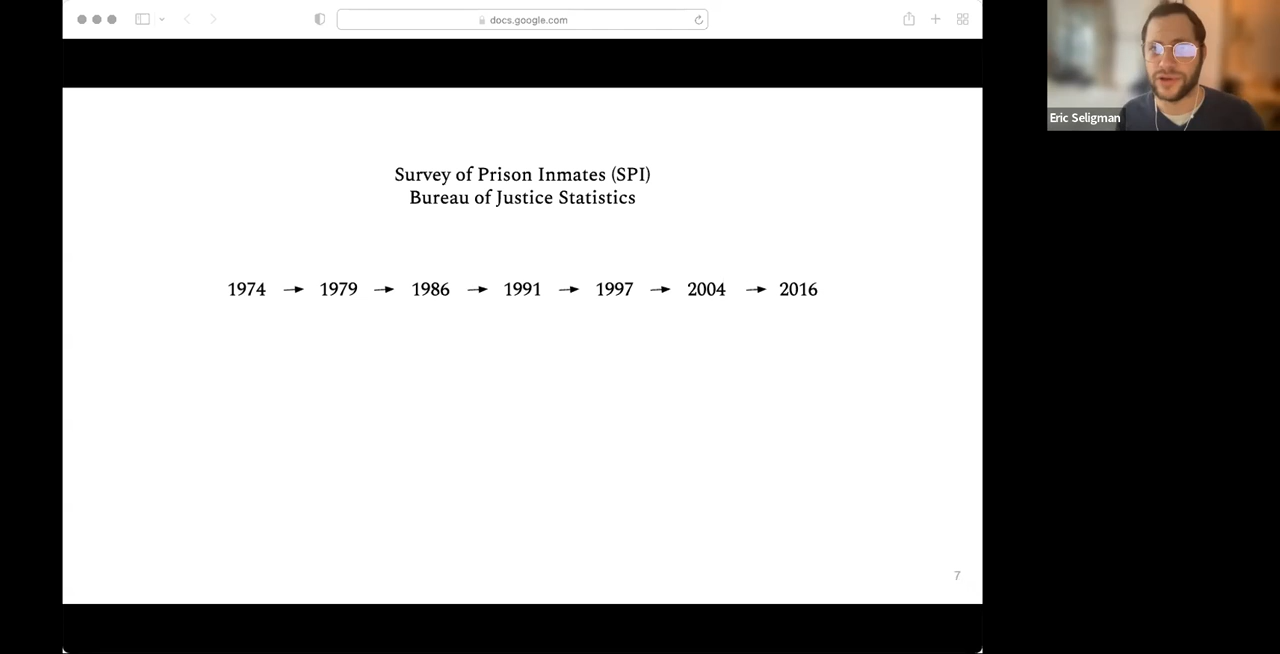 docs.google.com
Eric Seligman
Survey of Prison Inmates (SPI)
Bureau of Justice Statistics
1974 → 1979 → 1986 → 1991 → 1997 → 2004 → 2016
7